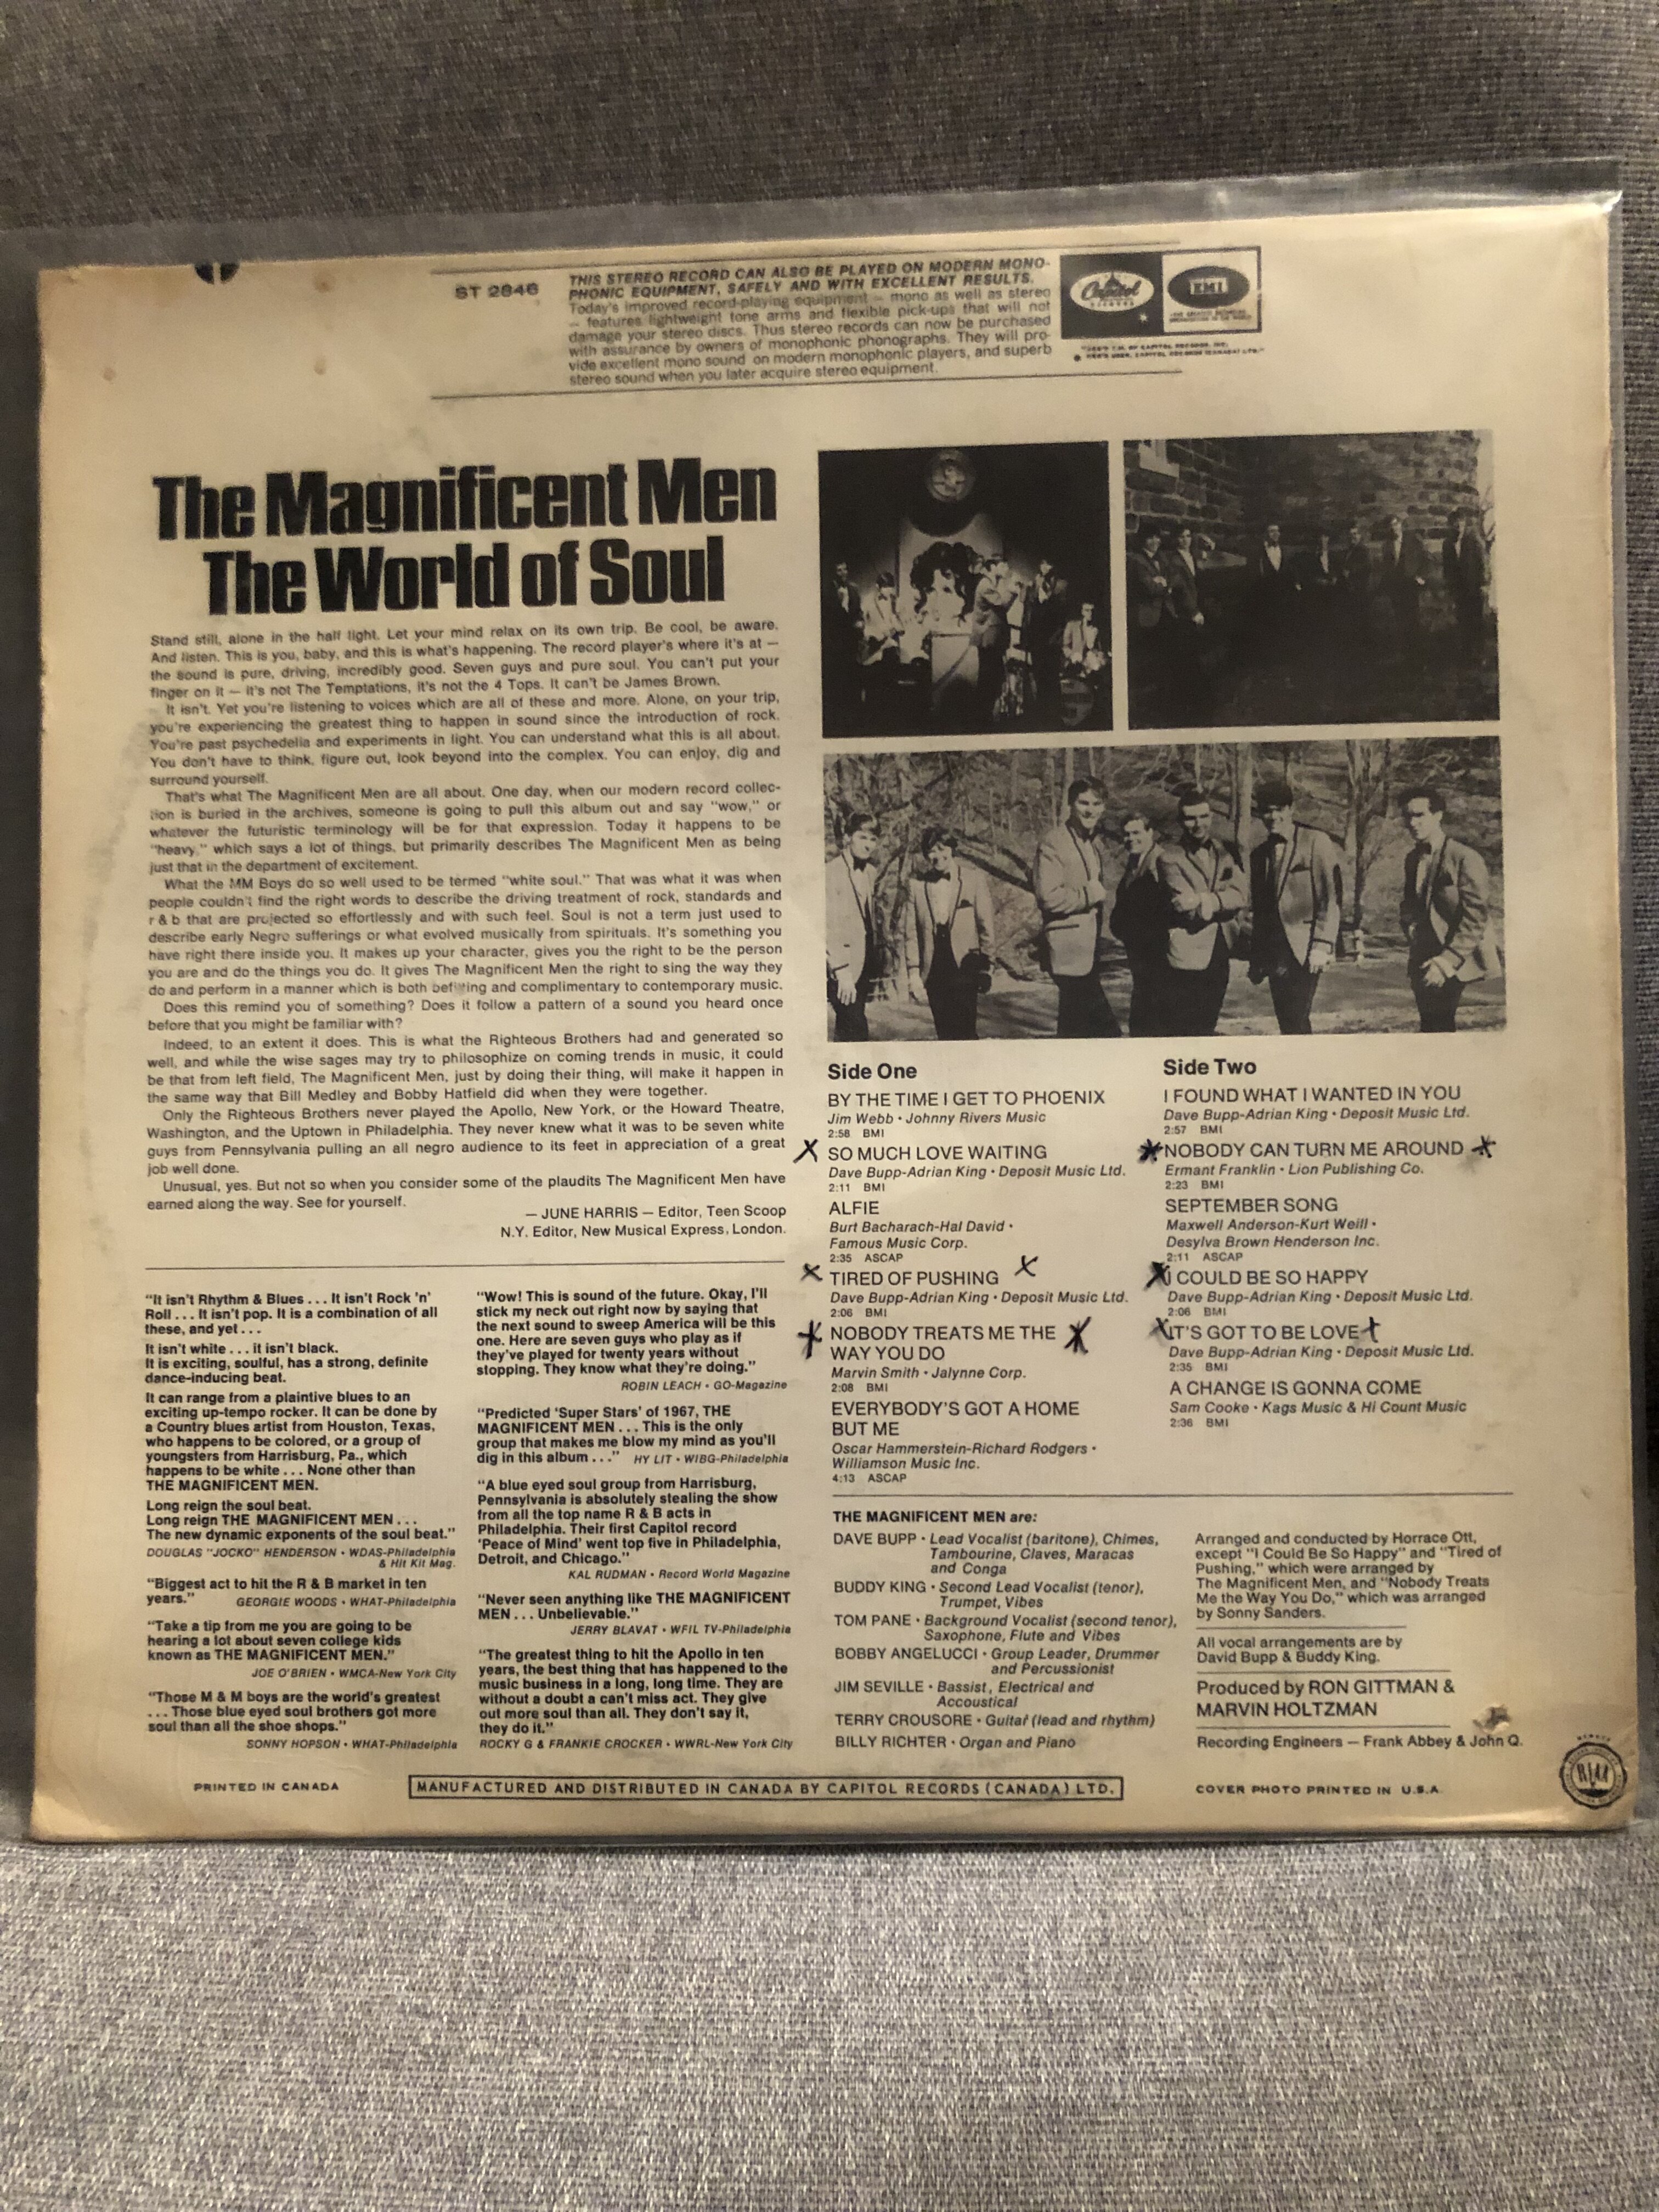 ST 2846
THIS STEREO RECORD CAN ALSO BE PLAYED ON MODERN MONO-
PHONIC EQUIPMENT, SAFELY AND WITH EXCELLENT RESULTS.
Today's improved record-playing equipment — mono as well as stereo
— features lightweight tone arms and flexible pick-ups that will not
damage your stereo discs. Thus stereo records can now be purchased
with assurance by owners of monophonic phonographs. They will pro-
vide excellent mono sound on modern monophonic players, and superb
stereo sound when you later acquire stereo equipment.
Capitol
RECORDS
EMI
The Magnificent Men
The World of Soul
Stand still, alone in the half light. Let your mind relax on its own trip. Be cool, be aware.
And listen. This is you, baby, and this is what's happening. The record player's where it's at —
the sound is pure, driving, incredibly good. Seven guys and pure soul. You can't put your
finger on it — it's not The Temptations, it's not the 4 Tops. It can't be James Brown.
It isn't. Yet you're listening to voices which are all of these and more. Alone, on your trip,
you're experiencing the greatest thing to happen in sound since the introduction of rock.
You're past psychedelia and experiments in light. You can understand what this is all about.
You don't have to think, figure out, look beyond into the complex. You can enjoy, dig and
surround yourself.
That's what The Magnificent Men are all about. One day, when our modern record collec-
tion is buried in the archives, someone is going to pull this album out and say "wow," or
whatever the futuristic terminology will be for that expression. Today it happens to be
"heavy," which says a lot of things, but primarily describes The Magnificent Men as being
just that in the department of excitement.
What the MM Boys do so well used to be termed "white soul." That was what it was when
people couldn't find the right words to describe the driving treatment of rock, standards and
r & b that are projected so effortlessly and with such feel. Soul is not a term just used to
describe early Negro sufferings or what evolved musically from spirituals. It's something you
have right there inside you. It makes up your character, gives you the right to be the person
you are and do the things you do. It gives The Magnificent Men the right to sing the way they
do and perform in a manner which is both befitting and complimentary to contemporary music.
Does this remind you of something? Does it follow a pattern of a sound you heard once
before that you might be familiar with?
Indeed, to an extent it does. This is what the Righteous Brothers had and generated so
well, and while the wise sages may try to philosophize on coming trends in music, it could
be that from left field, The Magnificent Men, just by doing their thing, will make it happen in
the same way that Bill Medley and Bobby Hatfield did when they were together.
Only the Righteous Brothers never played the Apollo, New York, or the Howard Theatre,
Washington, and the Uptown in Philadelphia. They never knew what it was to be seven white
guys from Pennsylvania pulling an all negro audience to its feet in appreciation of a great
job well done.
Unusual, yes. But not so when you consider some of the plaudits The Magnificent Men have
earned along the way. See for yourself.
— JUNE HARRIS — Editor, Teen Scoop
N.Y. Editor, New Musical Express, London.
"It isn't Rhythm & Blues . . . It isn't Rock 'n'
Roll . . . It isn't pop. It is a combination of all
these, and yet . . .
It isn't white . . . it isn't black.
It is exciting, soulful, has a strong, definite
dance-inducing beat.
It can range from a plaintive blues to an
exciting up-tempo rocker. It can be done by
a Country blues artist from Houston, Texas,
who happens to be colored, or a group of
youngsters from Harrisburg, Pa., which
happens to be white . . . None other than
THE MAGNIFICENT MEN.
Long reign the soul beat.
Long reign THE MAGNIFICENT MEN . . .
The new dynamic exponents of the soul beat."
DOUGLAS "JOCKO" HENDERSON • WDAS-Philadelphia
& Hit Kit Mag.
"Biggest act to hit the R & B market in ten
years." GEORGIE WOODS • WHAT-Philadelphia
"Take a tip from me you are going to be
hearing a lot about seven college kids
known as THE MAGNIFICENT MEN."
JOE O'BRIEN • WMCA-New York City
"Those M & M boys are the world's greatest
. . . Those blue eyed soul brothers got more
soul than all the shoe shops."
SONNY HOPSON • WHAT-Philadelphia
"Wow! This is sound of the future. Okay, I'll
stick my neck out right now by saying that
the next sound to sweep America will be this
one. Here are seven guys who play as if
they've played for twenty years without
stopping. They know what they're doing."
ROBIN LEACH • GO-Magazine
"Predicted 'Super Stars' of 1967, THE
MAGNIFICENT MEN . . . This is the only
group that makes me blow my mind as you'll
dig in this album . . ." HY LIT • WIBG-Philadelphia
"A blue eyed soul group from Harrisburg,
Pennsylvania is absolutely stealing the show
from all the top name R & B acts in
Philadelphia. Their first Capitol record
'Peace of Mind' went top five in Philadelphia,
Detroit, and Chicago."
KAL RUDMAN • Record World Magazine
"Never seen anything like THE MAGNIFICENT
MEN . . . Unbelievable."
JERRY BLAVAT • WFIL TV-Philadelphia
"The greatest thing to hit the Apollo in ten
years, the best thing that has happened to the
music business in a long, long time. They are
without a doubt a can't miss act. They give
out more soul than all. They don't say it,
they do it."
ROCKY G & FRANKIE CROCKER • WWRL-New York City
Side One
BY THE TIME I GET TO PHOENIX
Jim Webb • Johnny Rivers Music
2:58 BMI
X SO MUCH LOVE WAITING
Dave Bupp-Adrian King • Deposit Music Ltd.
2:11 BMI
ALFIE
Burt Bacharach-Hal David •
Famous Music Corp.
2:35 ASCAP
X TIRED OF PUSHING X
Dave Bupp-Adrian King • Deposit Music Ltd.
2:06 BMI
X NOBODY TREATS ME THE X
WAY YOU DO
Marvin Smith • Jalynne Corp.
2:08 BMI
EVERYBODY'S GOT A HOME
BUT ME
Oscar Hammerstein-Richard Rodgers •
Williamson Music Inc.
4:13 ASCAP
Side Two
I FOUND WHAT I WANTED IN YOU
Dave Bupp-Adrian King • Deposit Music Ltd.
2:57 BMI
X NOBODY CAN TURN ME AROUND X
Ermant Franklin • Lion Publishing Co.
2:23 BMI
SEPTEMBER SONG
Maxwell Anderson-Kurt Weill •
Desylva Brown Henderson Inc.
2:11 ASCAP
X I COULD BE SO HAPPY
Dave Bupp-Adrian King • Deposit Music Ltd.
2:06 BMI
X IT'S GOT TO BE LOVE X
Dave Bupp-Adrian King • Deposit Music Ltd.
2:35 BMI
A CHANGE IS GONNA COME
Sam Cooke • Kags Music & Hi Count Music
2:36 BMI
THE MAGNIFICENT MEN are:
DAVE BUPP • Lead Vocalist (baritone), Chimes,
Tambourine, Claves, Maracas
and Conga
BUDDY KING • Second Lead Vocalist (tenor),
Trumpet, Vibes
TOM PANE • Background Vocalist (second tenor),
Saxophone, Flute and Vibes
BOBBY ANGELUCCI • Group Leader, Drummer
and Percussionist
JIM SEVILLE • Bassist, Electrical and
Accoustical
TERRY CROUSORE • Guitar (lead and rhythm)
BILLY RICHTER • Organ and Piano
Arranged and conducted by Horrace Ott,
except "I Could Be So Happy" and "Tired of
Pushing," which were arranged by
The Magnificent Men, and "Nobody Treats
Me the Way You Do," which was arranged
by Sonny Sanders.
All vocal arrangements are by
David Bupp & Buddy King.
Produced by RON GITTMAN &
MARVIN HOLTZMAN
Recording Engineers — Frank Abbey & John Q.
PRINTED IN CANADA
MANUFACTURED AND DISTRIBUTED IN CANADA BY CAPITOL RECORDS (CANADA) LTD.
COVER PHOTO PRINTED IN U.S.A.
RIAA